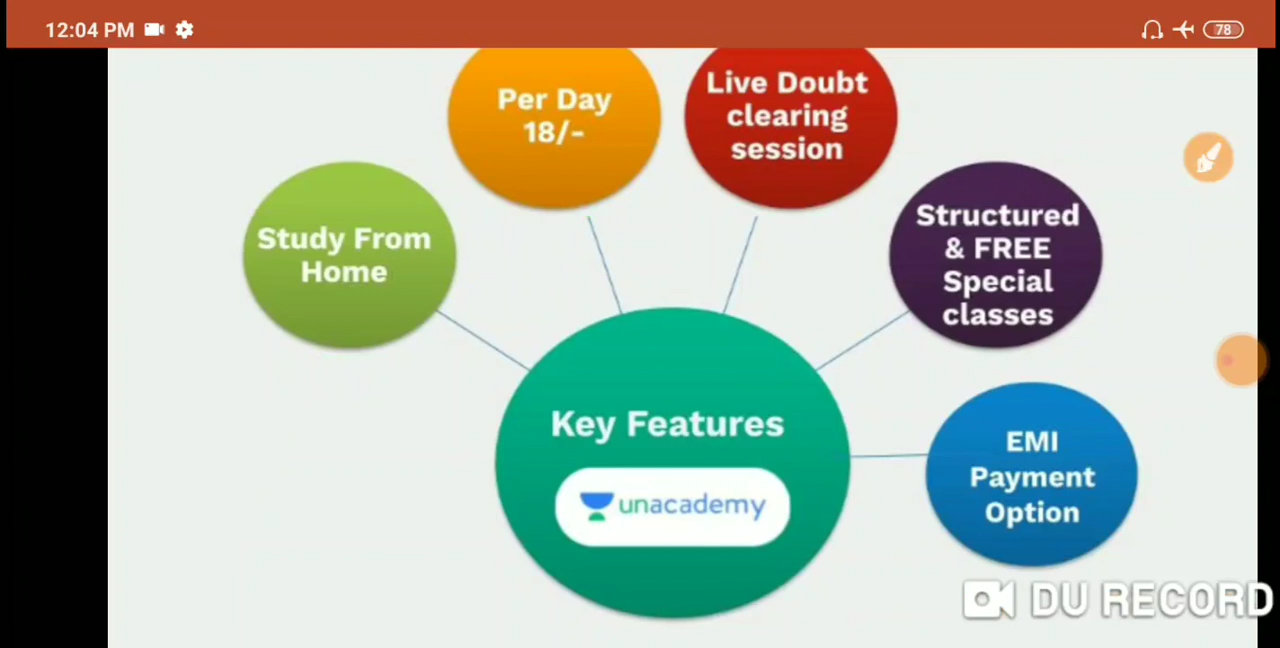 12:04 PM
78
Per Day
18/-
Live Doubt
clearing
session
Study From
Home
Structured
& FREE
Special
classes
Key Features
unacademy
EMI
Payment
Option
DU RECORD